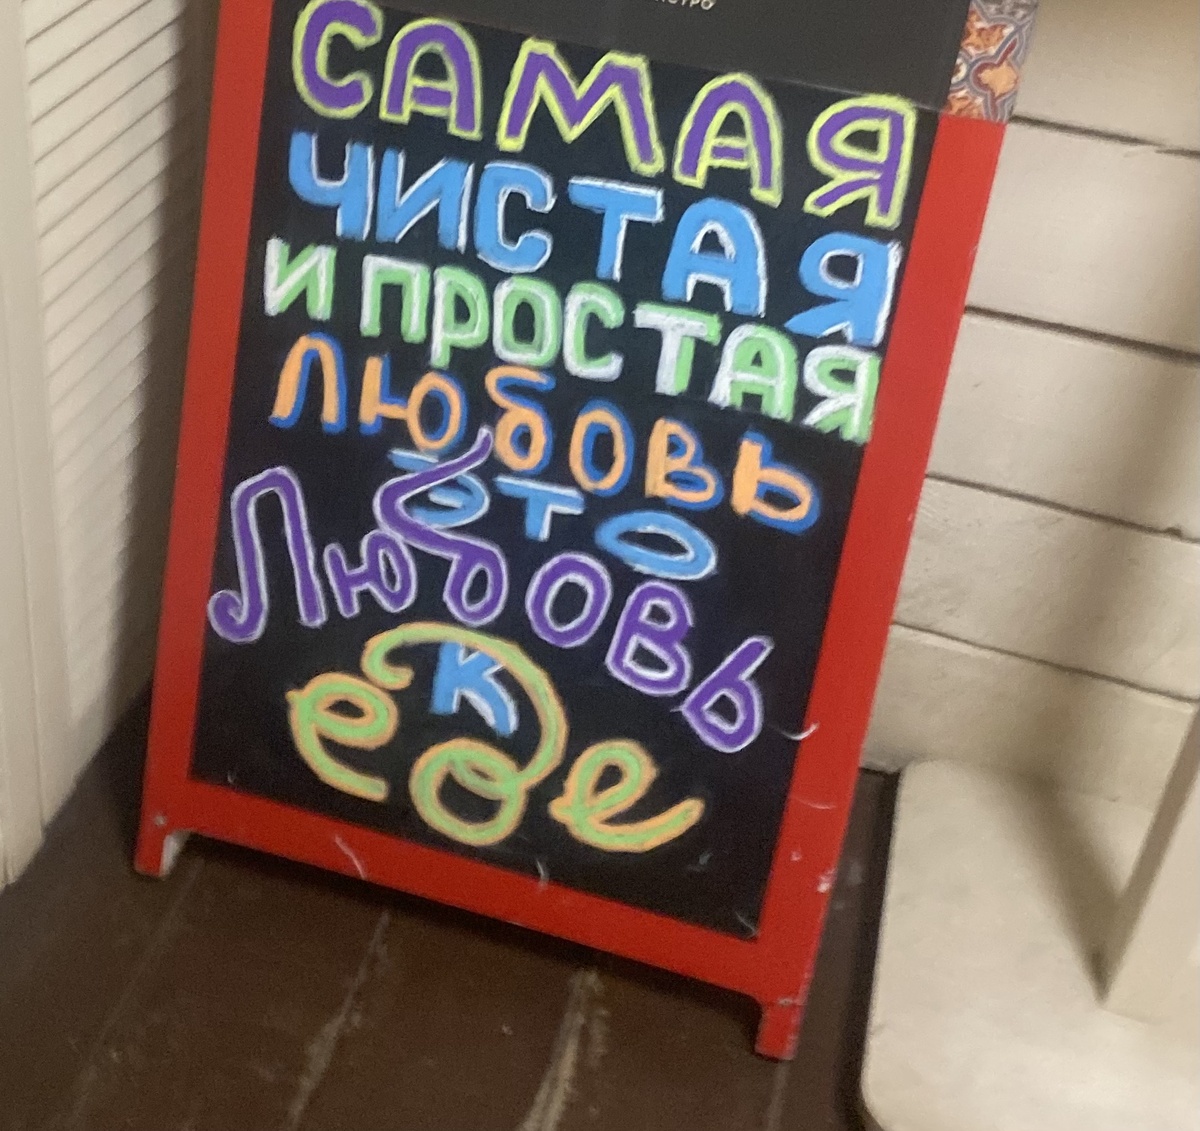 САМАЯ
ЧИСТАЯ
И ПРОСТАЯ
ЛЮБОВЬ
ЭТО
Любовь
К
еде